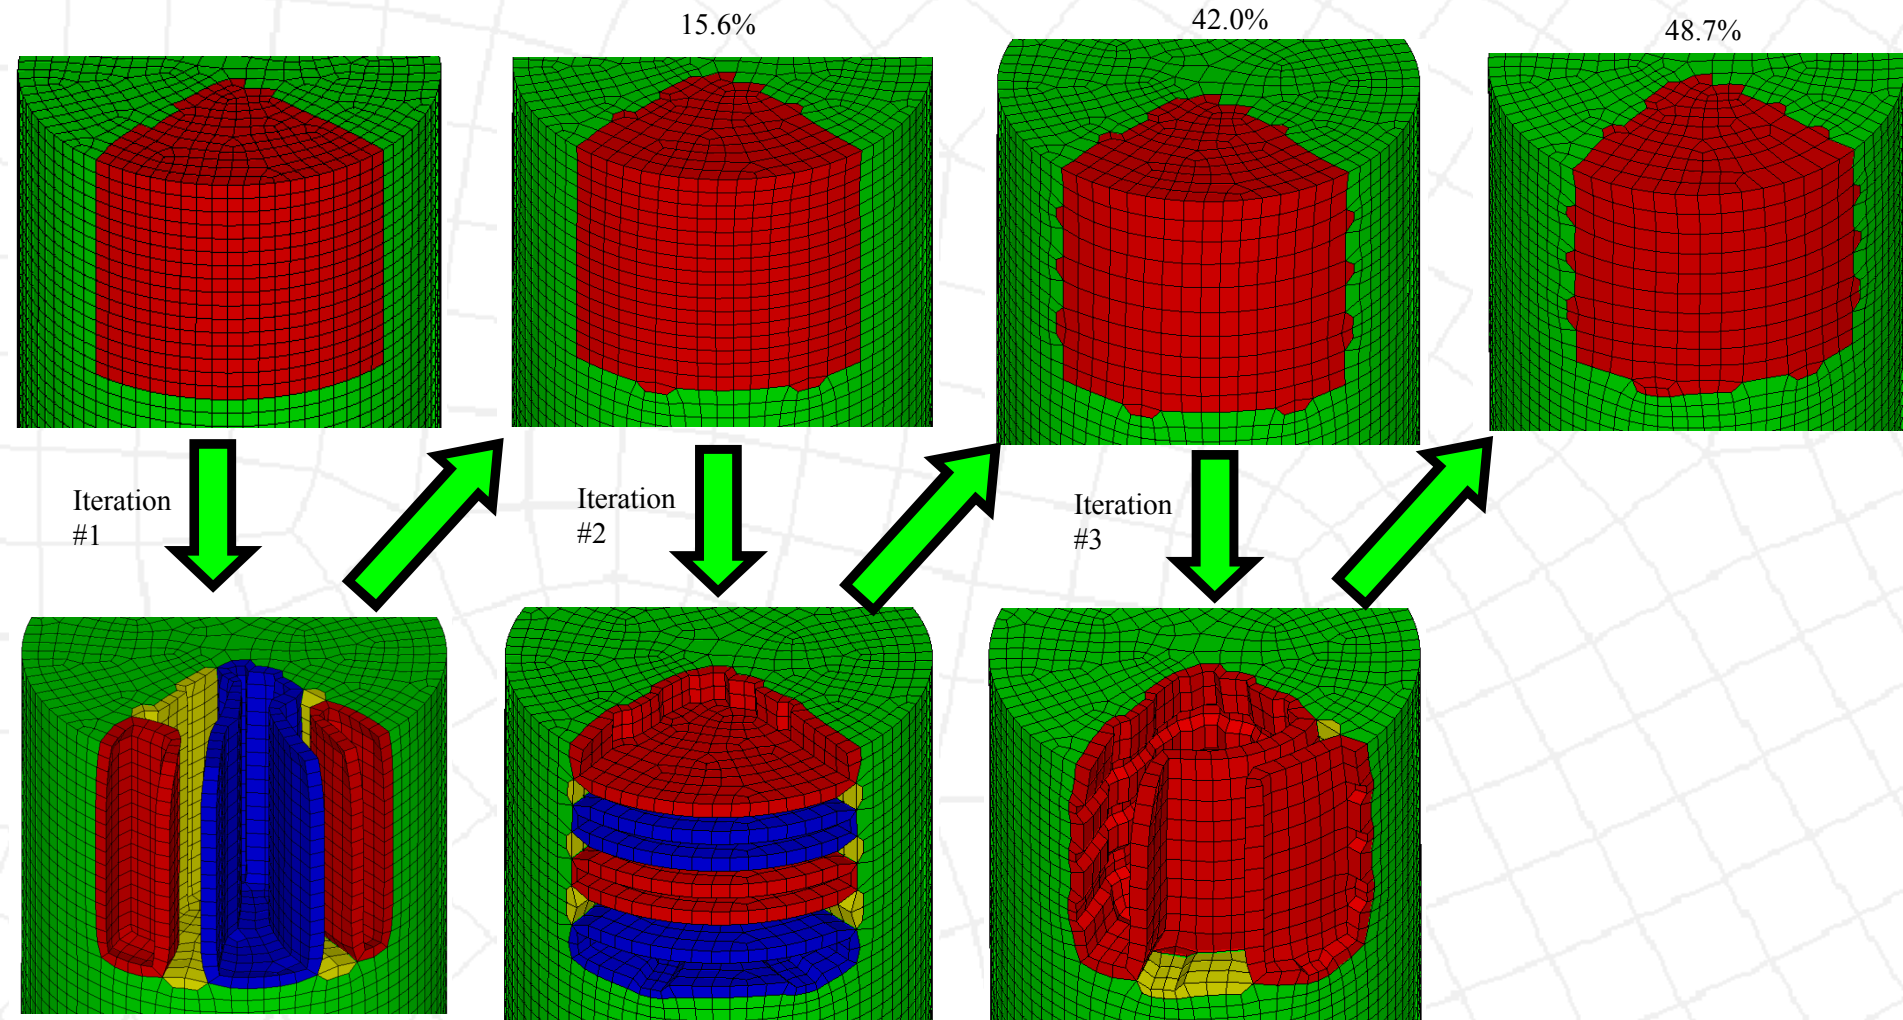 15.6%
42.0%
48.7%
Iteration
#1
Iteration
#2
Iteration
#3